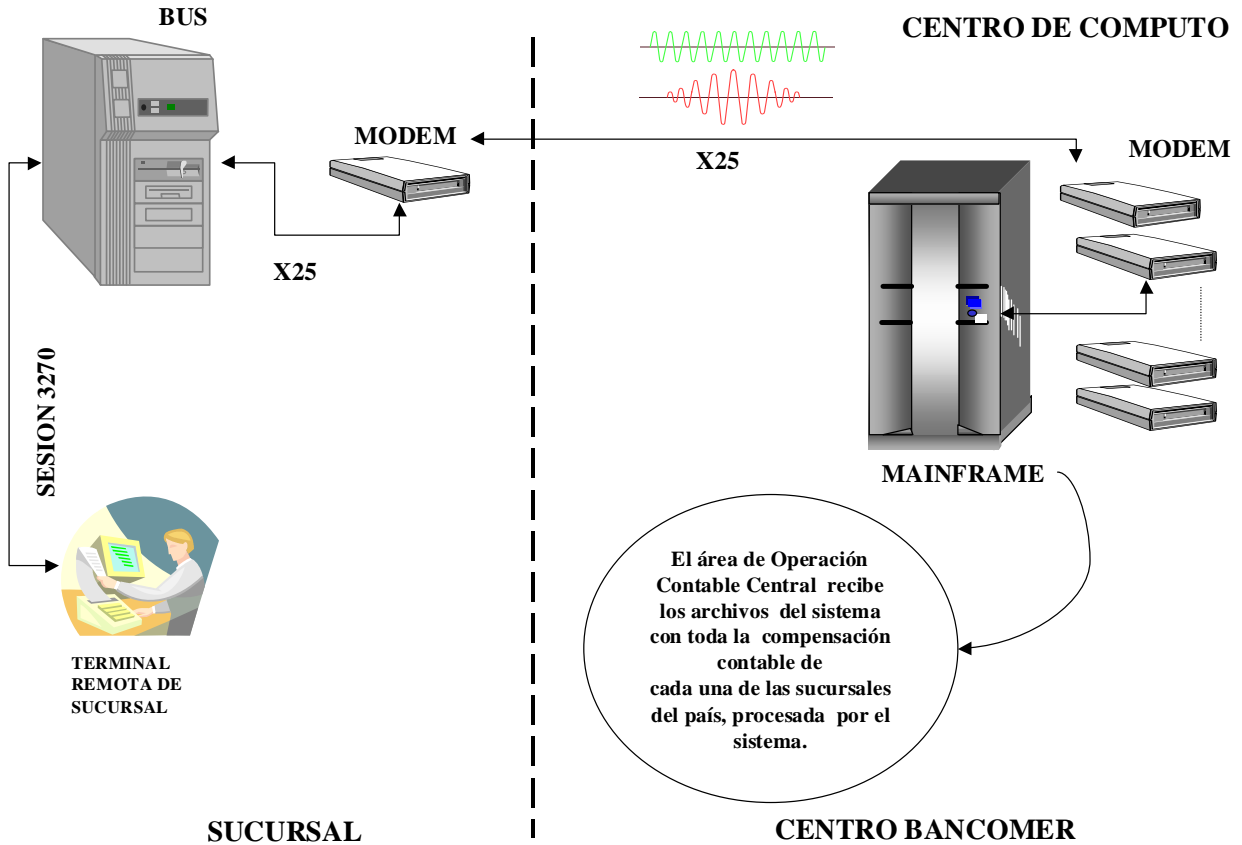 BUS
CENTRO DE COMPUTO
MODEM
X25
MODEM
X25
SESION 3270
MAINFRAME
El área de Operación
Contable Central recibe
los archivos del sistema
con toda la compensación
contable de
cada una de las sucursales
del país, procesada por el
sistema.
TERMINAL
REMOTA DE
SUCURSAL
SUCURSAL
CENTRO BANCOMER